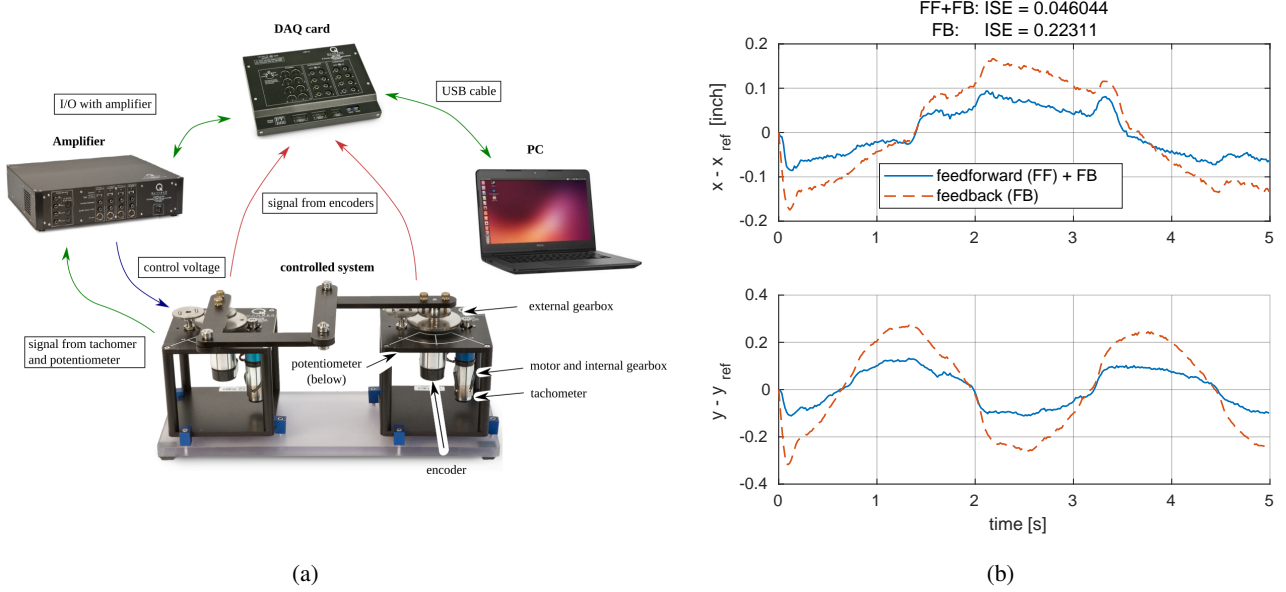 DAQ card
I/O with amplifier
USB cable
Amplifier
PC
signal from encoders
control voltage
controlled system
external gearbox
signal from tachomer
and potentiometer
potentiometer
(below)
motor and internal gearbox
tachometer
encoder
(a)
FF+FB: ISE = 0.046044
FB: ISE = 0.22311
0.2
0.1
0
-0.1
-0.2
x - x ref [inch]
feedforward (FF) + FB
feedback (FB)
0 1 2 3 4 5
0.4
0.2
0
-0.2
-0.4
y - y ref
0 1 2 3 4 5
time [s]
(b)